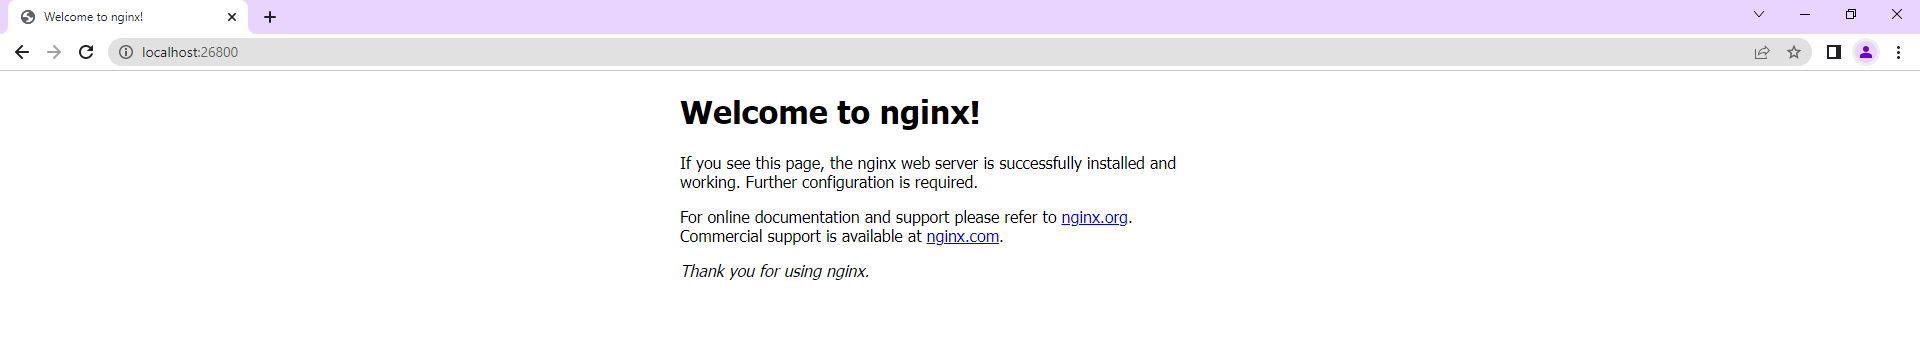 Welcome to nginx!
localhost:26800
Welcome to nginx!
If you see this page, the nginx web server is successfully installed and
working. Further configuration is required.
For online documentation and support please refer to nginx.org.
Commercial support is available at nginx.com.
Thank you for using nginx.